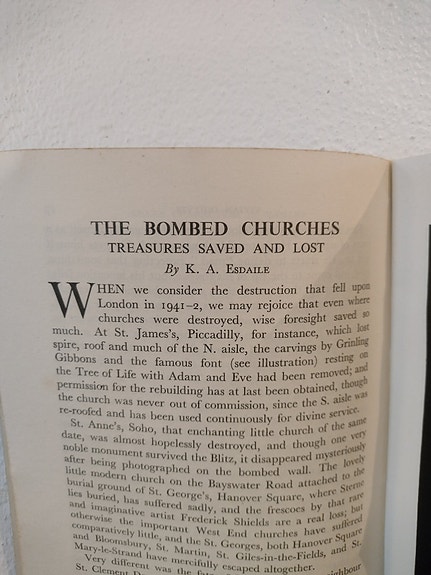 THE BOMBED CHURCHES
TREASURES SAVED AND LOST
By K. A. ESDAILE
WHEN we consider the destruction that fell upon
London in 1941-2, we may rejoice that even where
churches were destroyed, wise foresight saved so
much. At St. James's, Piccadilly, for instance, which lost
spire, roof and much of the N. aisle, the carvings by Grinling
Gibbons and the famous font (see illustration) resting on
the Tree of Life with Adam and Eve had been removed; and
permission for the rebuilding has at last been obtained, though
the church was never out of commission, since the S. aisle was
re-roofed and has been used continuously for divine service.
St. Anne's, Soho, that enchanting little church of the same
date, was almost hopelessly destroyed, and though one very
noble monument survived the Blitz, it disappeared mysteriously
after being photographed on the bombed wall. The lovely
little modern church on the Bayswater Road attached to the
burial ground of St. George's, Hanover Square, where Sterne
lies buried, has suffered sadly, and the frescoes by that rare
and imaginative artist Frederick Shields are a real loss; but
otherwise the important West End churches have suffered
comparatively little, and the St. Georges, both Hanover Square
and Bloomsbury, St. Martin, St. Giles-in-the-Fields, and St.
Mary-le-Strand have mercifully escaped altogether.
Very different was the
St. Clement